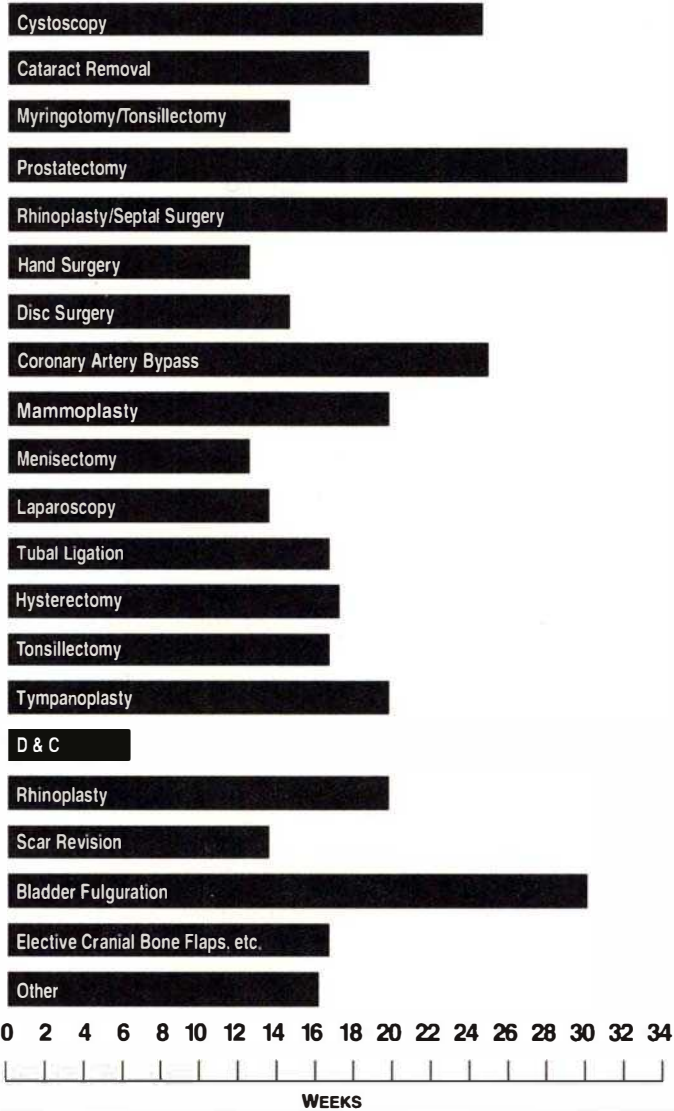 Cystoscopy
Cataract Removal
Myringotomy/Tonsillectomy
Prostatectomy
Rhinoplasty/Septal Surgery
Hand Surgery
Disc Surgery
Coronary Artery Bypass
Mammoplasty
Menisectomy
Laparoscopy
Tubal Ligation
Hysterectomy
Tonsillectomy
Tympanoplasty
D & C
Rhinoplasty
Scar Revision
Bladder Fulguration
Elective Cranial Bone Flaps, etc.
Other
0 2 4 6 8 10 12 14 16 18 20 22 24 26 28 30 32 34
WEEKS